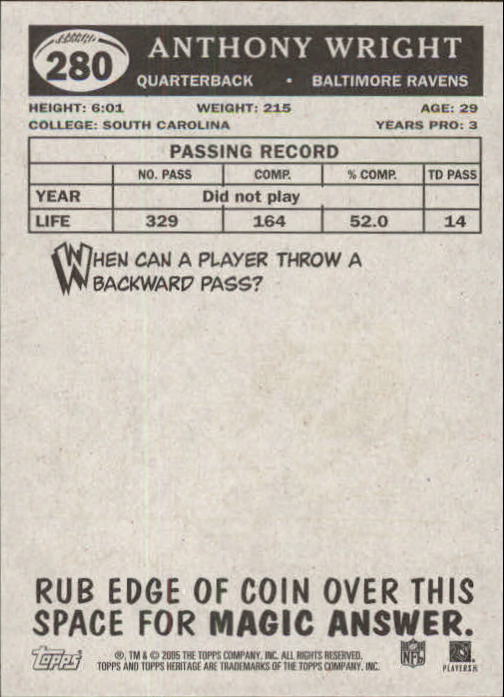 280
ANTHONY WRIGHT
QUARTERBACK • BALTIMORE RAVENS
HEIGHT: 6:01 WEIGHT: 215 AGE: 29
COLLEGE: SOUTH CAROLINA YEARS PRO: 3
PASSING RECORD
NO. PASS COMP. % COMP. TD PASS
YEAR Did not play
LIFE 329 164 52.0 14
WHEN CAN A PLAYER THROW A
BACKWARD PASS?
RUB EDGE OF COIN OVER THIS
SPACE FOR MAGIC ANSWER.
Topps
®, TM & © 2005 THE TOPPS COMPANY, INC. ALL RIGHTS RESERVED.
TOPPS AND TOPPS HERITAGE ARE TRADEMARKS OF THE TOPPS COMPANY, INC.
NFL
PLAYERS